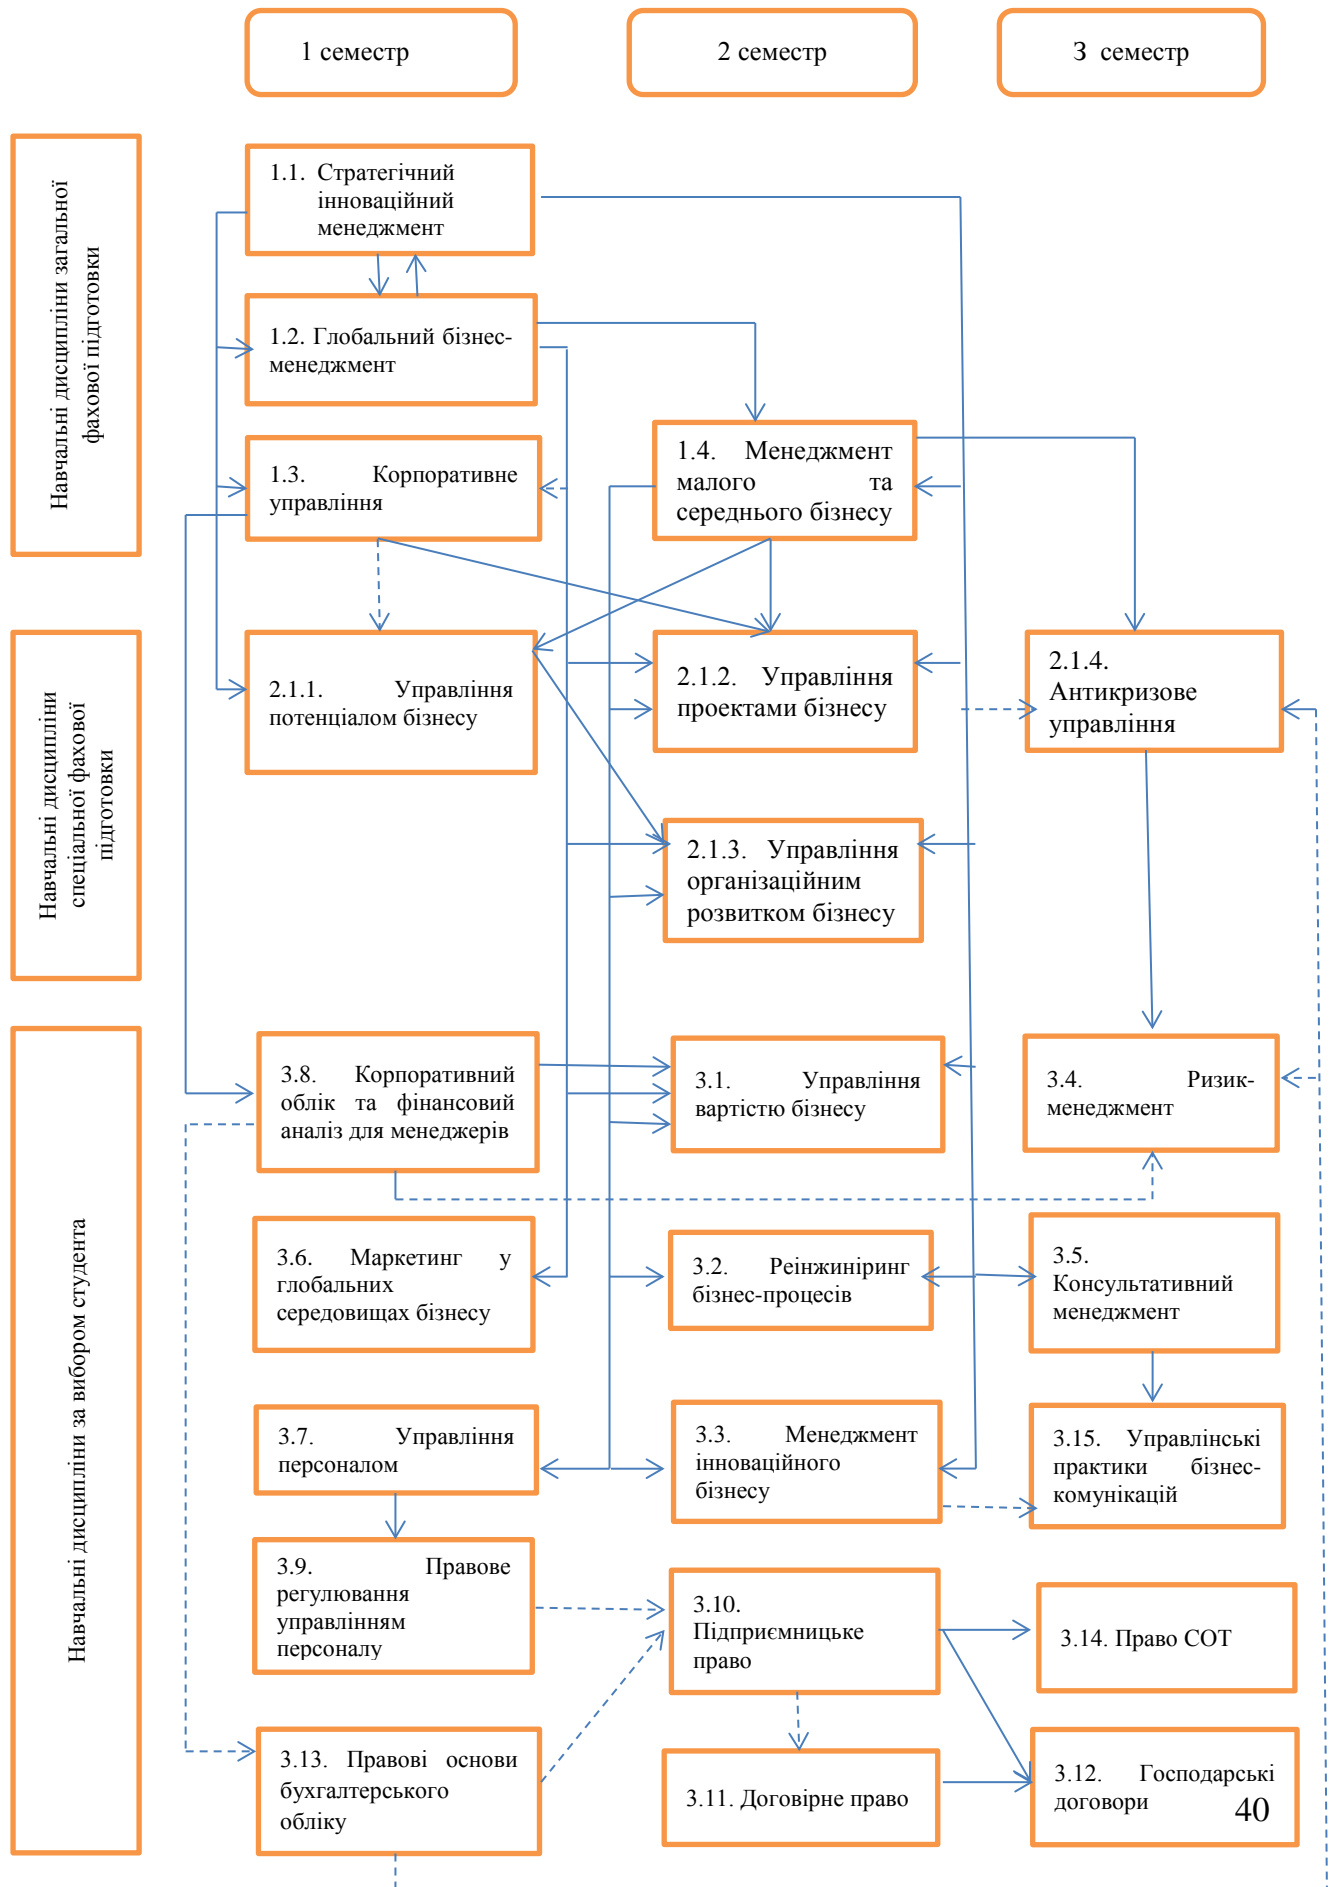 1 семестр
2 семестр
3 семестр
Навчальні дисципліни загальної
фахової підготовки
1.1. Стратегічний
інноваційний
менеджмент
1.2. Глобальний бізнес-
менеджмент
1.3. Корпоративне
управління
1.4. Менеджмент
малого та
середнього бізнесу
Навчальні дисципліни
спеціальної фахової
підготовки
2.1.1. Управління
потенціалом бізнесу
2.1.2. Управління
проектами бізнесу
2.1.4.
Антикризове
управління
2.1.3. Управління
організаційним
розвитком бізнесу
Навчальні дисципліни за вибором студента
3.8. Корпоративний
облік та фінансовий
аналіз для менеджерів
3.1. Управління
вартістю бізнесу
3.4. Ризик-
менеджмент
3.6. Маркетинг у
глобальних
середовищах бізнесу
3.2. Реінжиніринг
бізнес-процесів
3.5.
Консультативний
менеджмент
3.7. Управління
персоналом
3.3. Менеджмент
інноваційного
бізнесу
3.15. Управлінські
практики бізнес-
комунікацій
3.9. Правове
регулювання
управлінням
персоналу
3.10.
Підприємницьке
право
3.14. Право СОТ
3.13. Правові основи
бухгалтерського
обліку
3.11. Договірне право
3.12. Господарські
договори
40